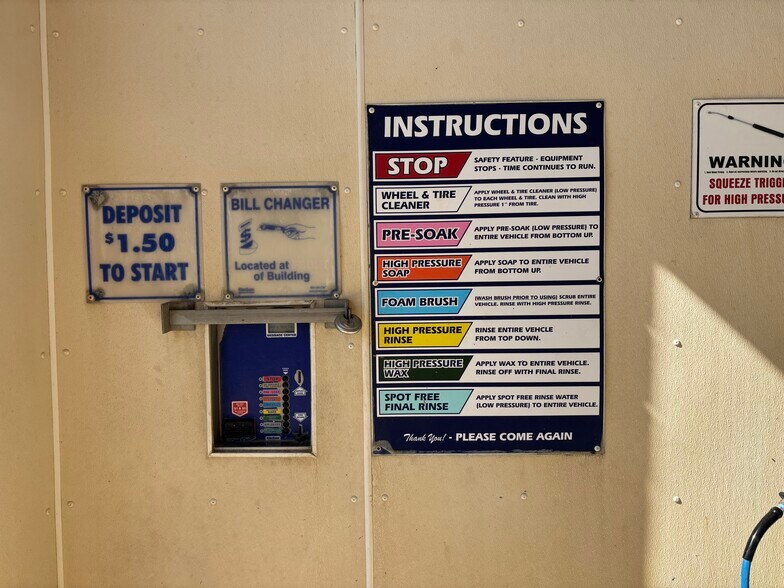 DEPOSIT
$1.50
TO START
BILL CHANGER
Located at
of Building
INSTRUCTIONS
STOP
SAFETY FEATURE - EQUIPMENT
STOPS - TIME CONTINUES TO RUN.
WHEEL & TIRE
CLEANER
APPLY WHEEL & TIRE CLEANER (LOW PRESSURE)
TO EACH WHEEL & TIRE. CLEAN WITH HIGH
PRESSURE 1" FROM TIRE.
PRE-SOAK
APPLY PRE-SOAK (LOW PRESSURE) TO
ENTIRE VEHICLE FROM BOTTOM UP.
HIGH PRESSURE
SOAP
APPLY SOAP TO ENTIRE VEHICLE
FROM BOTTOM UP.
FOAM BRUSH
(WASH BRUSH PRIOR TO USING) SCRUB ENTIRE
VEHICLE. RINSE WITH HIGH PRESSURE RINSE.
HIGH PRESSURE
RINSE
RINSE ENTIRE VEHCLE
FROM TOP DOWN.
HIGH PRESSURE
WAX
APPLY WAX TO ENTIRE VEHICLE.
RINSE OFF WITH FINAL RINSE.
SPOT FREE
FINAL RINSE
APPLY SPOT FREE RINSE WATER
(LOW PRESSURE) TO ENTIRE VEHICLE.
Thank You! - PLEASE COME AGAIN
WARNING
SQUEEZE TRIGG
FOR HIGH PRESSU